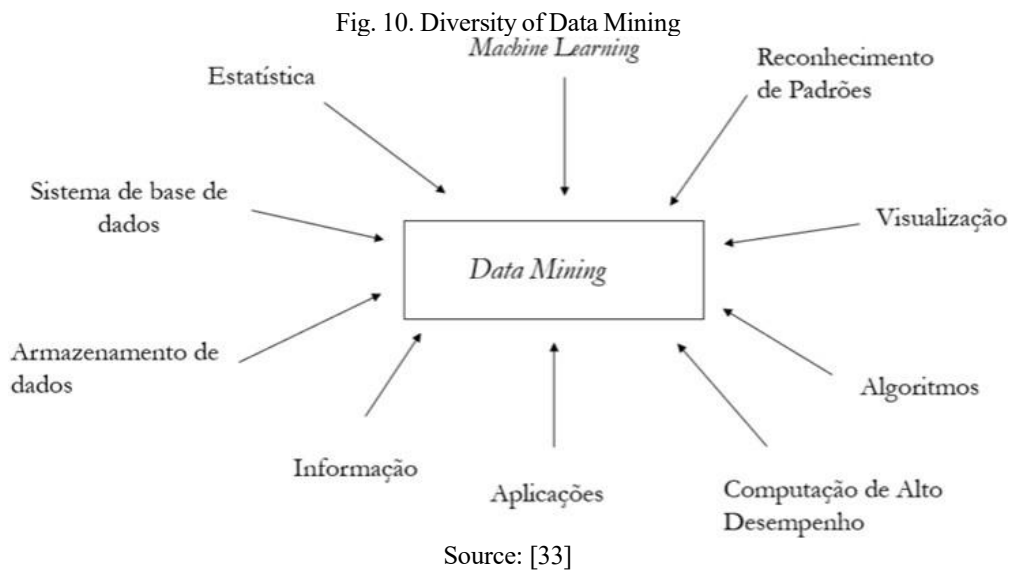 Fig. 10. Diversity of Data Mining
Machine Learning
Estatística
Reconhecimento
de Padrões
Sistema de base de
dados
Visualização
Data Mining
Armazenamento de
dados
Algoritmos
Informação
Aplicações
Computação de Alto
Desempenho
Source: [33]